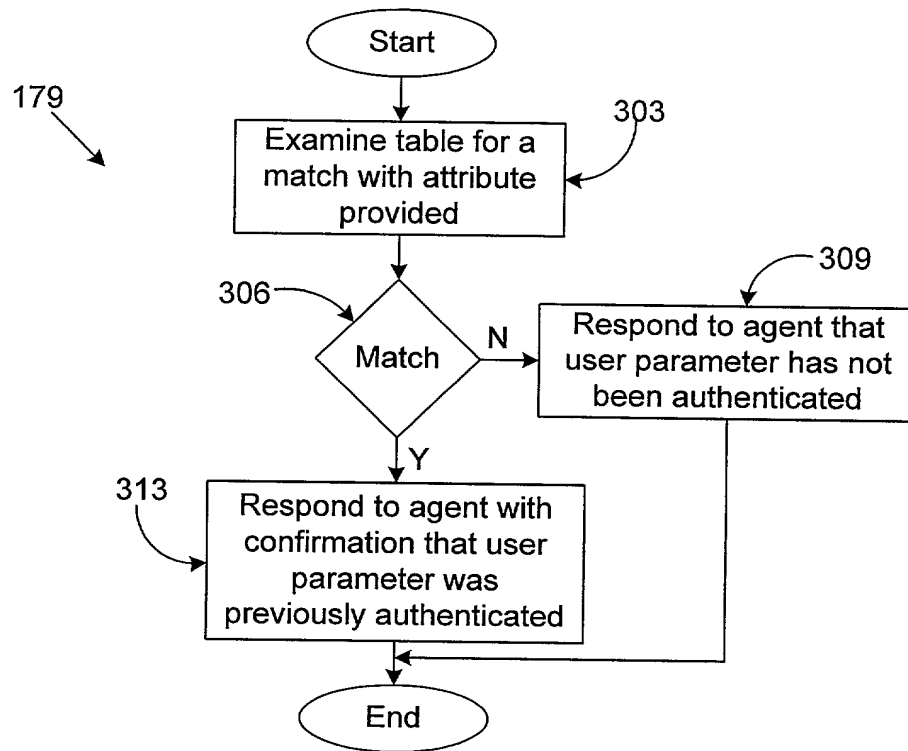 Start
179
303
Examine table for a
match with attribute
provided
306
Match
N
309
Respond to agent that
user parameter has not
been authenticated
Y
313
Respond to agent with
confirmation that user
parameter was
previously authenticated
End